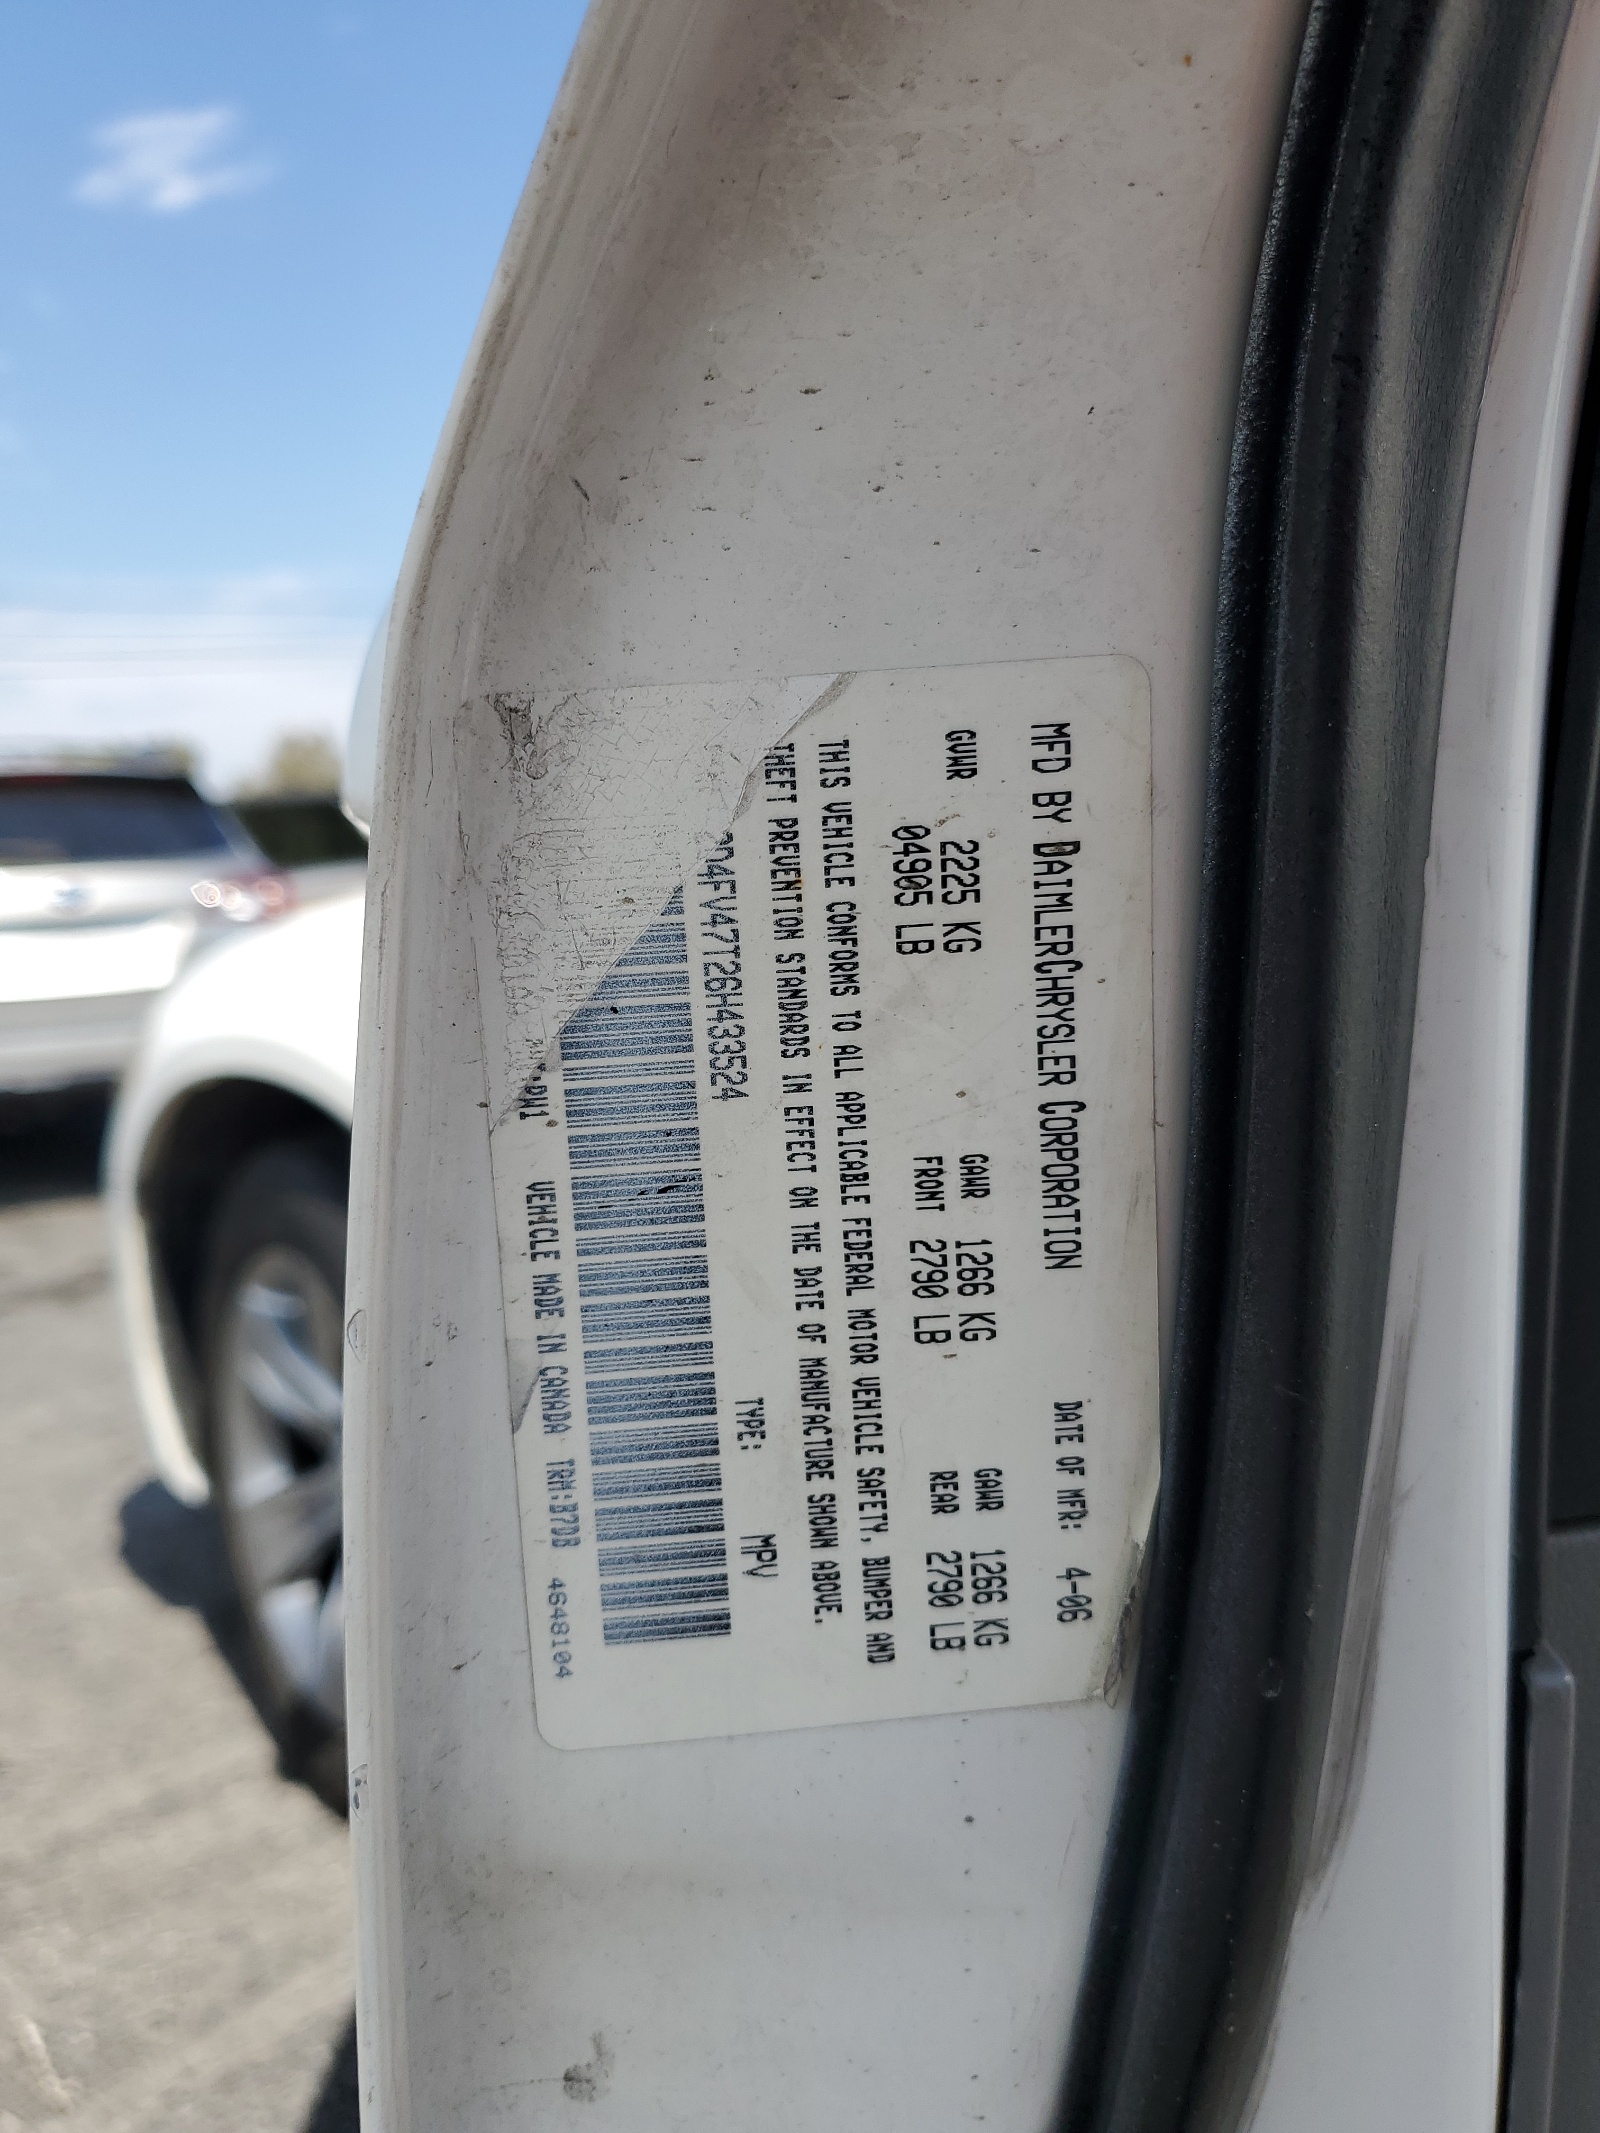 MFD BY DAIMLERCHRYSLER CORPORATION DATE OF MFR: 4-06
GVWR 2225 KG GAWR 1266 KG GAWR 1266 KG
04905 LB FRONT 2790 LB REAR 2790 LB
THIS VEHICLE CONFORMS TO ALL APPLICABLE FEDERAL MOTOR VEHICLE SAFETY, BUMPER AND
THEFT PREVENTION STANDARDS IN EFFECT ON THE DATE OF MANUFACTURE SHOWN ABOVE.
D4FV47T26H433524 TYPE: MPV
PW1 VEHICLE MADE IN CANADA TRM:B7DB 4648104